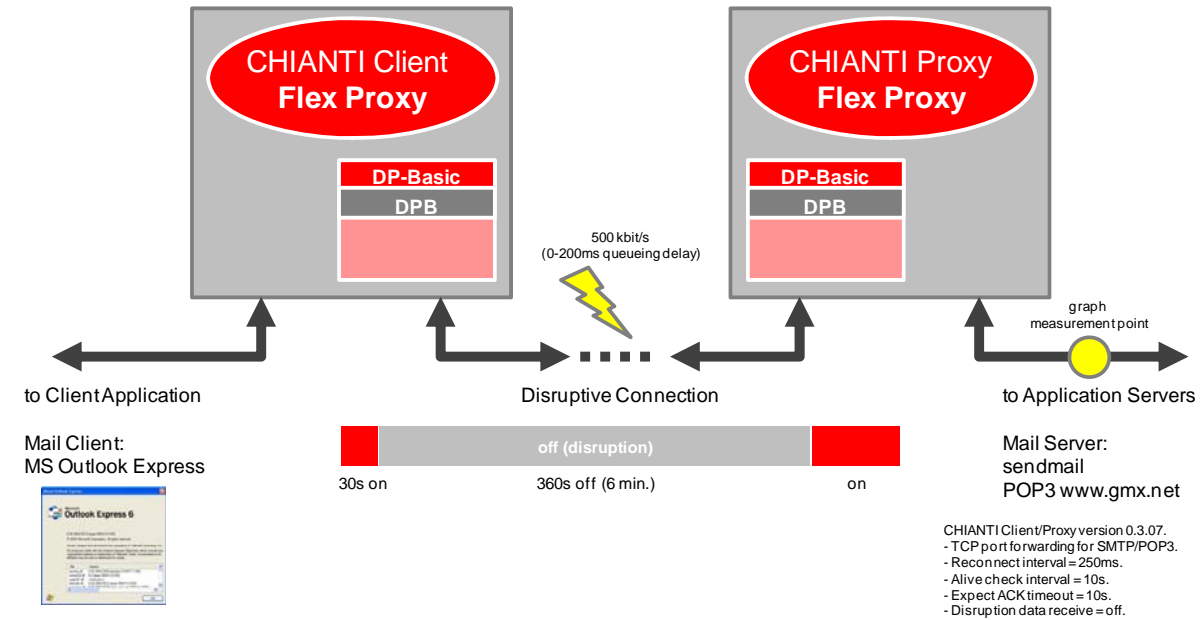 CHIANTI Client
Flex Proxy
CHIANTI Proxy
Flex Proxy
DP-Basic
DPB
DP-Basic
DPB
500 kbit/s
(0-200ms queueing delay)
graph
measurement point
to Client Application
Disruptive Connection
to Application Servers
Mail Client:
MS Outlook Express
off (disruption)
30s on
360s off (6 min.)
on
Mail Server:
sendmail
POP3 www.gmx.net
Outlook Express 6
CHIANTI Client/Proxy version 0.3.07.
- TCP port forwarding for SMTP/POP3.
- Reconnect interval = 250ms.
- Alive check interval = 10s.
- Expect ACK timeout = 10s.
- Disruption data receive = off.